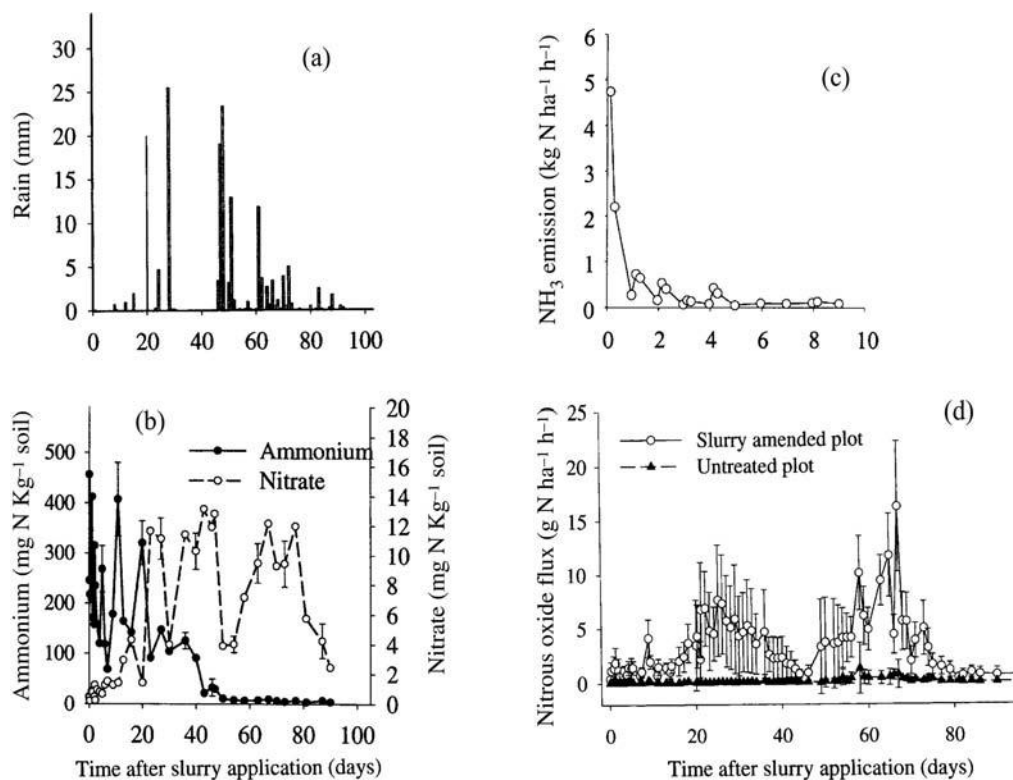 (a)
Rain (mm)
30
25
20
15
10
5
0
0 20 40 60 80 100
(c)
NH3 emission (kg N ha–1 h–1)
6
5
4
3
2
1
0
0 2 4 6 8 10
(b)
Ammonium (mg N Kg–1 soil)
500
400
300
200
100
0
Ammonium
Nitrate
20
18
16
14
12
10
8
6
4
2
0
Nitrate (mg N Kg–1 soil)
0 20 40 60 80 100
Time after slurry application (days)
(d)
Nitrous oxide flux (g N ha–1 h–1)
25
20
15
10
5
0
Slurry amended plot
Untreated plot
0 20 40 60 80
Time after slurry application (days)